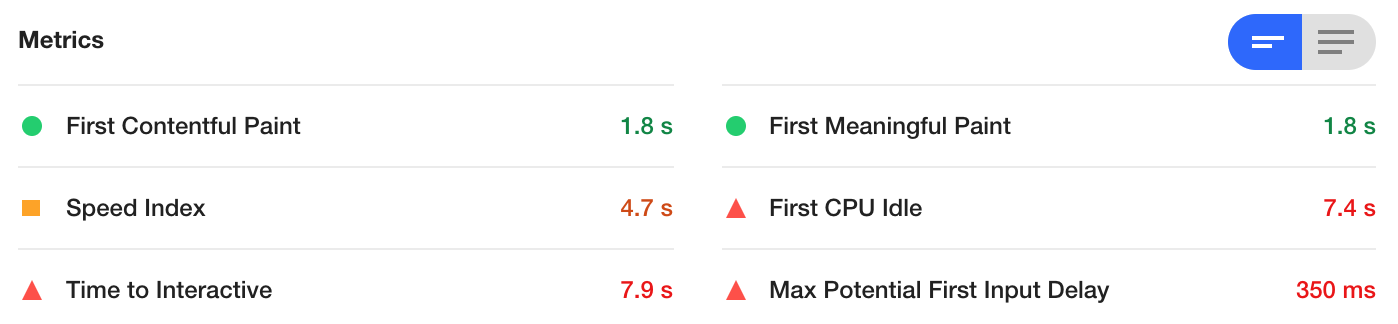 Metrics
First Contentful Paint 1.8 s
First Meaningful Paint 1.8 s
Speed Index 4.7 s
First CPU Idle 7.4 s
Time to Interactive 7.9 s
Max Potential First Input Delay 350 ms